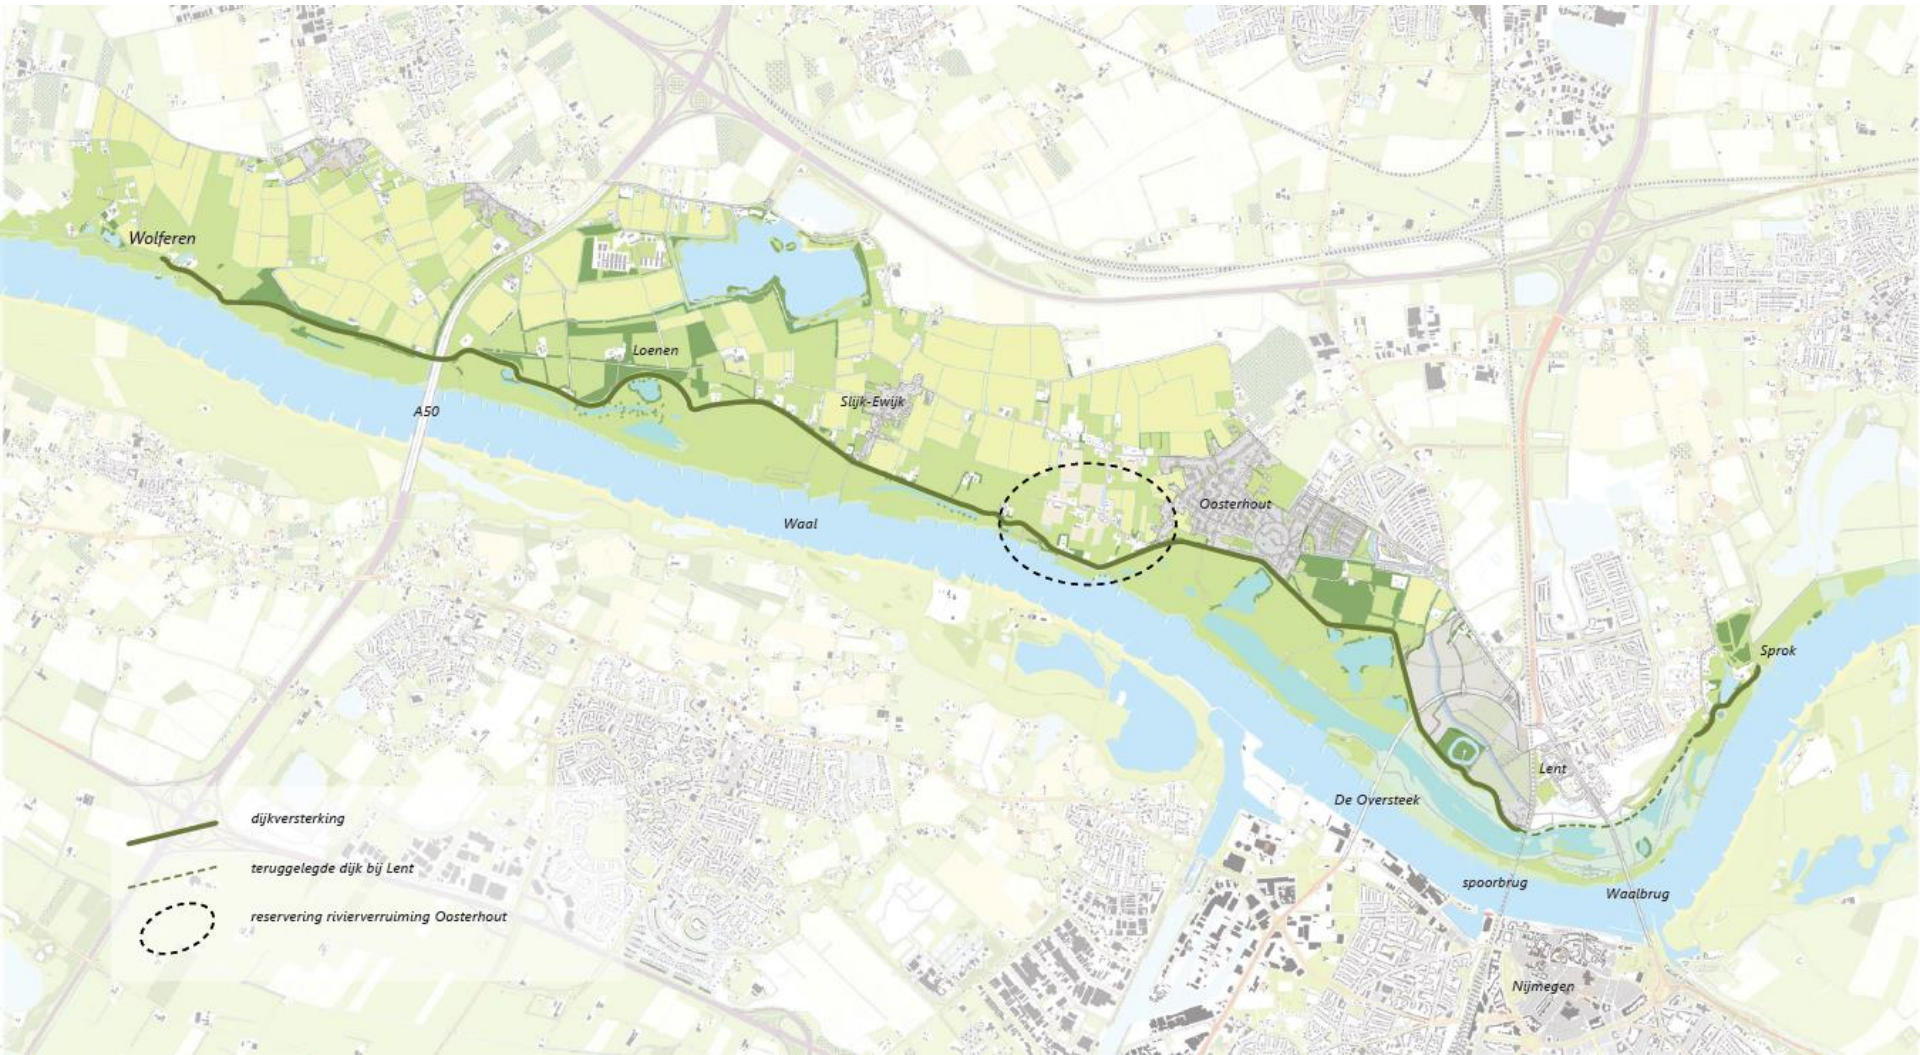 Wolferen
Loenen
A50
Slijk-Ewijk
Waal
Oosterhout
Sprok
Lent
De Oversteek
spoorbrug
Waalbrug
Nijmegen
dijkversterking
teruggelegde dijk bij Lent
reservering rivierverruiming Oosterhout